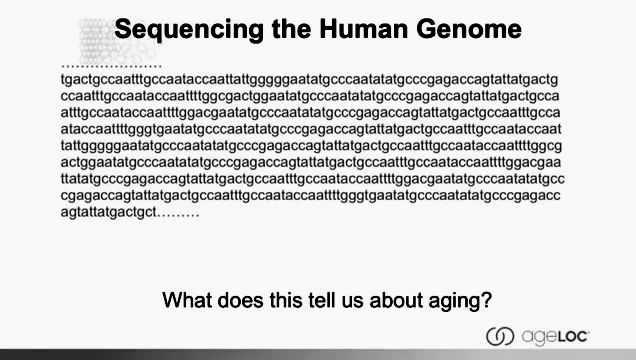 Sequencing the Human Genome
.....................
tgactgccaatttgccaataccaattattgggggaatatgcccaatatatgcccgagaccagtattatgactg
ccaatttgccaataccaattttggcgactggaatatgcccaatatatgcccgagaccagtattatgactgcca
atttgccaataccaattttggacgaatatgcccaatatatgcccgagaccagtattatgactgccaatttgcca
ataccaattttgggtgaatatgcccaatatatgcccgagaccagtattatgactgccaatttgccaataccaat
tattgggggaatatgcccaatatatgcccgagaccagtattatgactgccaatttgccaataccaattttggcg
actggaatatgcccaatatatgcccgagaccagtattatgactgccaatttgccaataccaattttggacgaa
ttatatgcccgagaccagtattatgactgccaatttgccaataccaattttggacgaatatgcccaatatatgcc
cgagaccagtattatgactgccaatttgccaataccaattttgggtgaatatgcccaatatatgcccgagacc
agtattatgactgct.........
What does this tell us about aging?
ageLOC